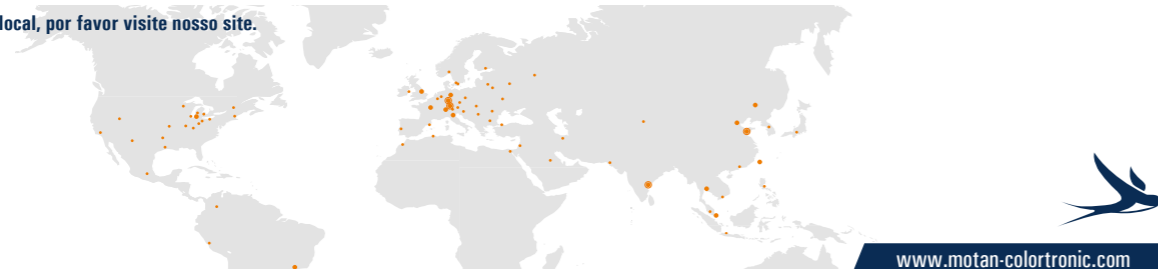 local, por favor visite nosso site.
www.motan-colortronic.com